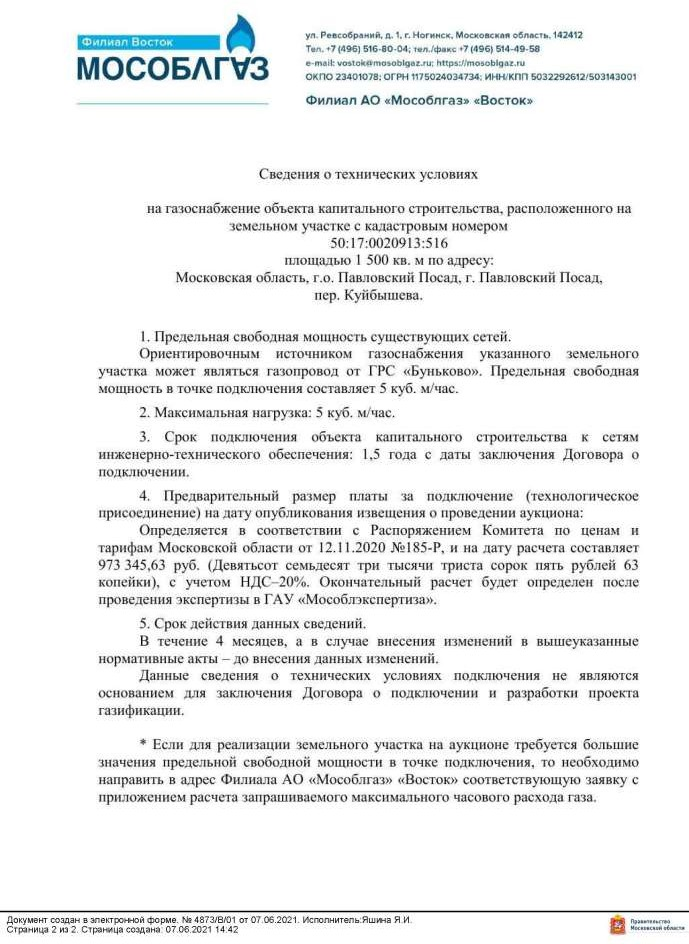 Филиал Восток
МОСОБЛГАЗ
ул. Ревсобраний, д. 1, г. Ногинск, Московская область, 142412
Тел. +7 (496) 516-80-04; тел./факс +7 (496) 514-49-58
e-mail: vostok@mosoblgaz.ru; https://mosoblgaz.ru
ОКПО 23401078; ОГРН 1175024034734; ИНН/КПП 5032292612/503143001
Филиал АО «Мособлгаз» «Восток»
Сведения о технических условиях
на газоснабжение объекта капитального строительства, расположенного на
земельном участке с кадастровым номером
50:17:0020913:516
площадью 1 500 кв. м по адресу:
Московская область, г.о. Павловский Посад, г. Павловский Посад,
пер. Куйбышева.
1. Предельная свободная мощность существующих сетей.
Ориентировочным источником газоснабжения указанного земельного
участка может являться газопровод от ГРС «Буньково». Предельная свободная
мощность в точке подключения составляет 5 куб. м/час.
2. Максимальная нагрузка: 5 куб. м/час.
3. Срок подключения объекта капитального строительства к сетям
инженерно-технического обеспечения: 1,5 года с даты заключения Договора о
подключении.
4. Предварительный размер платы за подключение (технологическое
присоединение) на дату опубликования извещения о проведении аукциона:
Определяется в соответствии с Распоряжением Комитета по ценам и
тарифам Московской области от 12.11.2020 №185-Р, и на дату расчета составляет
973 345,63 руб. (Девятьсот семьдесят три тысячи триста сорок пять рублей 63
копейки), с учетом НДС–20%. Окончательный расчет будет определен после
проведения экспертизы в ГАУ «Мособлэкспертиза».
5. Срок действия данных сведений.
В течение 4 месяцев, а в случае внесения изменений в вышеуказанные
нормативные акты – до внесения данных изменений.
Данные сведения о технических условиях подключения не являются
основанием для заключения Договора о подключении и разработки проекта
газификации.
* Если для реализации земельного участка на аукционе требуется большие
значения предельной свободной мощности в точке подключения, то необходимо
направить в адрес Филиала АО «Мособлгаз» «Восток» соответствующую заявку с
приложением расчета запрашиваемого максимального часового расхода газа.
Документ создан в электронной форме. № 4873/В/01 от 07.06.2021. Исполнитель:Яшина Я.И.
Страница 2 из 2. Страница создана: 07.06.2021 14:42
Правительство
Московской области